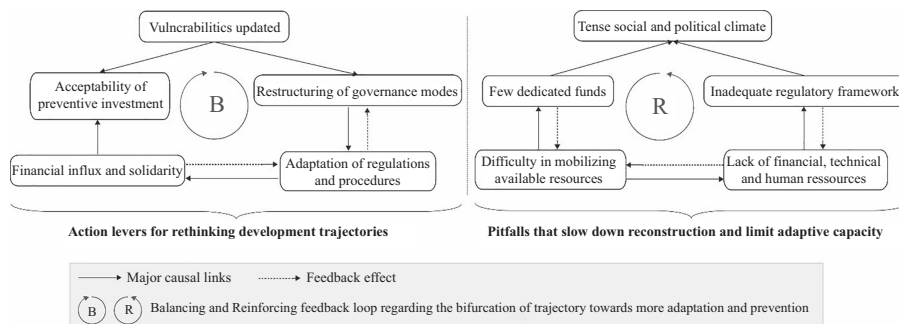 Vulnerabilities updated
Acceptability of
preventive investment
B
Restructuring of governance modes
Financial influx and solidarity
Adaptation of regulations
and procedures
Action levers for rethinking development trajectories
Tense social and political climate
Few dedicated funds
R
Inadequate regulatory framework
Difficulty in mobilizing
available resources
Lack of financial, technical
and human ressources
Pitfalls that slow down reconstruction and limit adaptive capacity
Major causal links
Feedback effect
B R Balancing and Reinforcing feedback loop regarding the bifurcation of trajectory towards more adaptation and prevention